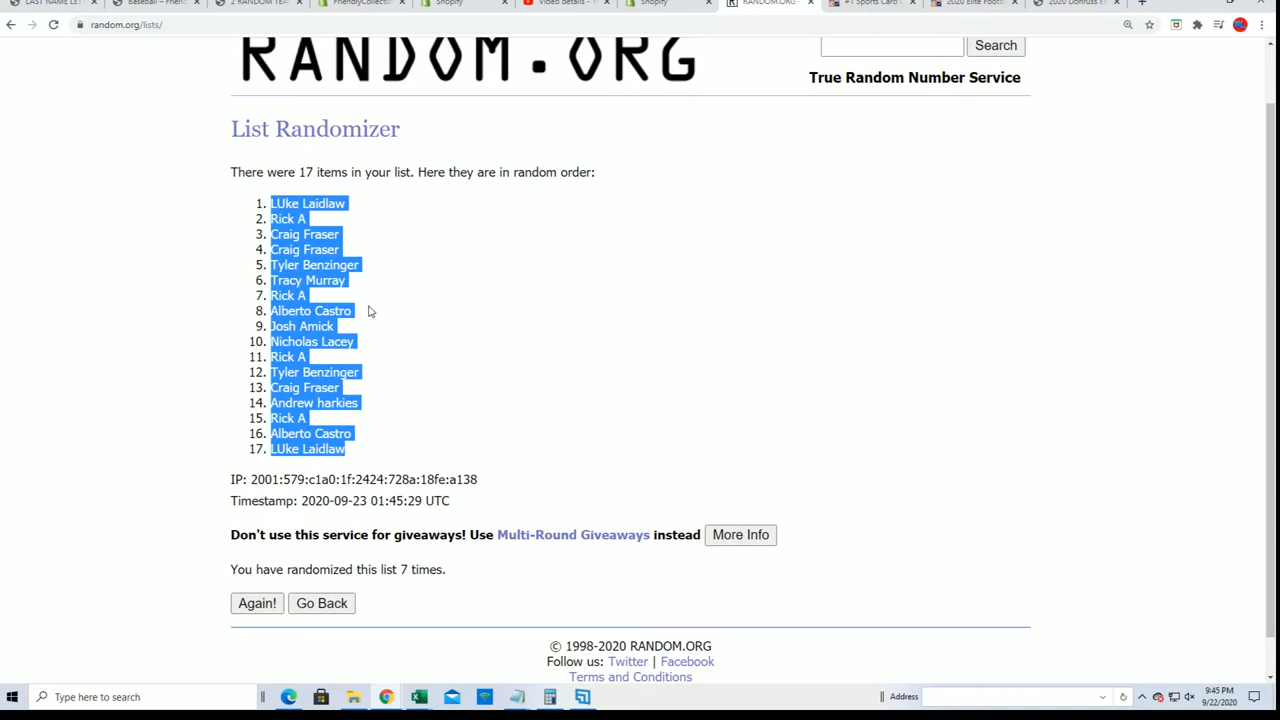 LAST NAME LET
Baseball – Friend
2 RANDOM TEA
FriendlyCollection
Shopify
Video details -
Shopify
RANDOM.ORG -
#1 Sports Card
2020 Elite Footb
2020 Donruss Eli
random.org/lists/
RANDOM.ORG
Search
True Random Number Service
List Randomizer
There were 17 items in your list. Here they are in random order:
1. LUke Laidlaw
2. Rick A
3. Craig Fraser
4. Craig Fraser
5. Tyler Benzinger
6. Tracy Murray
7. Rick A
8. Alberto Castro
9. Josh Amick
10. Nicholas Lacey
11. Rick A
12. Tyler Benzinger
13. Craig Fraser
14. Andrew harkies
15. Rick A
16. Alberto Castro
17. LUke Laidlaw
IP: 2001:579:c1a0:1f:2424:728a:18fe:a138
Timestamp: 2020-09-23 01:45:29 UTC
Don't use this service for giveaways! Use Multi-Round Giveaways instead More Info
You have randomized this list 7 times.
Again! Go Back
© 1998-2020 RANDOM.ORG
Follow us: Twitter | Facebook
Terms and Conditions
Type here to search
Address
9:45 PM
9/22/2020